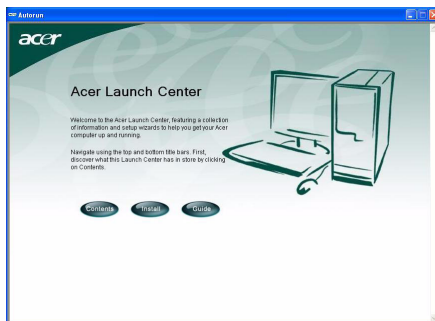 Autorun
acer
Acer Launch Center
Welcome to the Acer Launch Center, featuring a collection
of information and setup wizards to help you get your Acer
computer up and running.
Navigate using the top and bottom title bars. First,
discover what this Launch Center has in store by clicking
on Contents.
Contents Install Guide